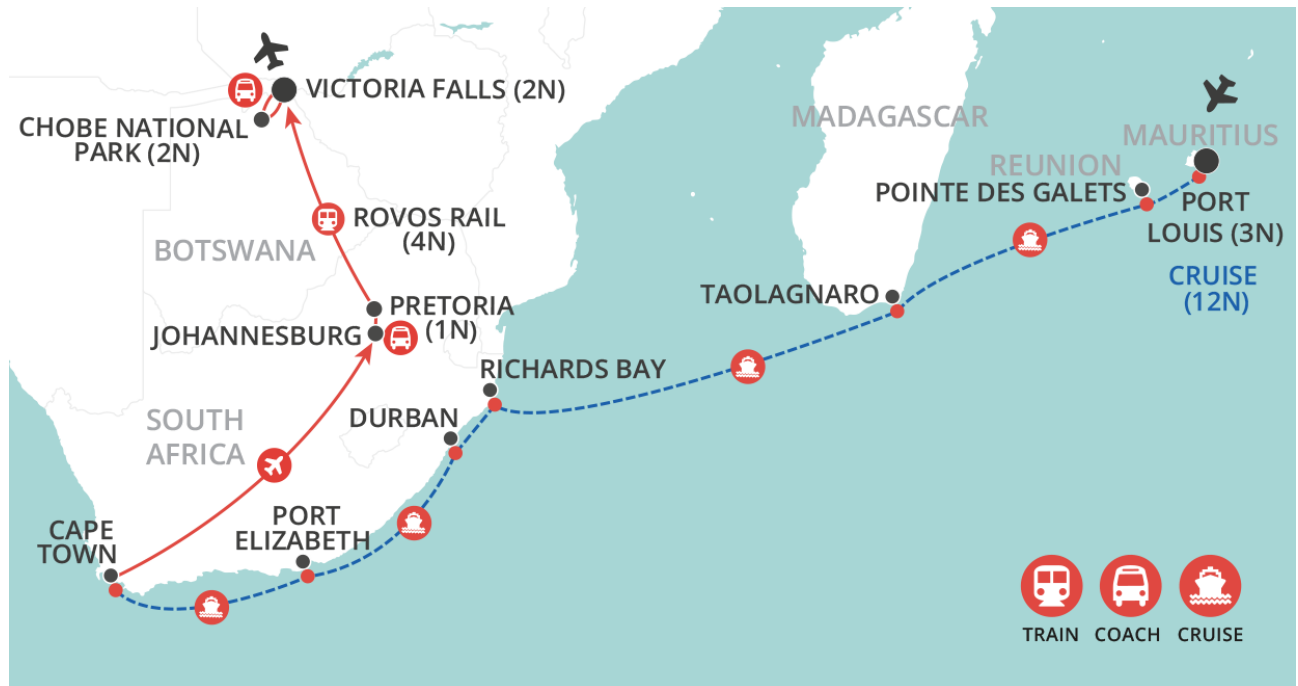 VICTORIA FALLS (2N)
CHOBE NATIONAL
PARK (2N)
MADAGASCAR
MAURITIUS
REUNION
POINTE DES GALETS
PORT
LOUIS (3N)
CRUISE
(12N)
ROVOS RAIL
(4N)
BOTSWANA
TAOLAGNARO
PRETORIA
(1N)
JOHANNESBURG
RICHARDS BAY
DURBAN
SOUTH
AFRICA
PORT
ELIZABETH
CAPE
TOWN
TRAIN
COACH
CRUISE